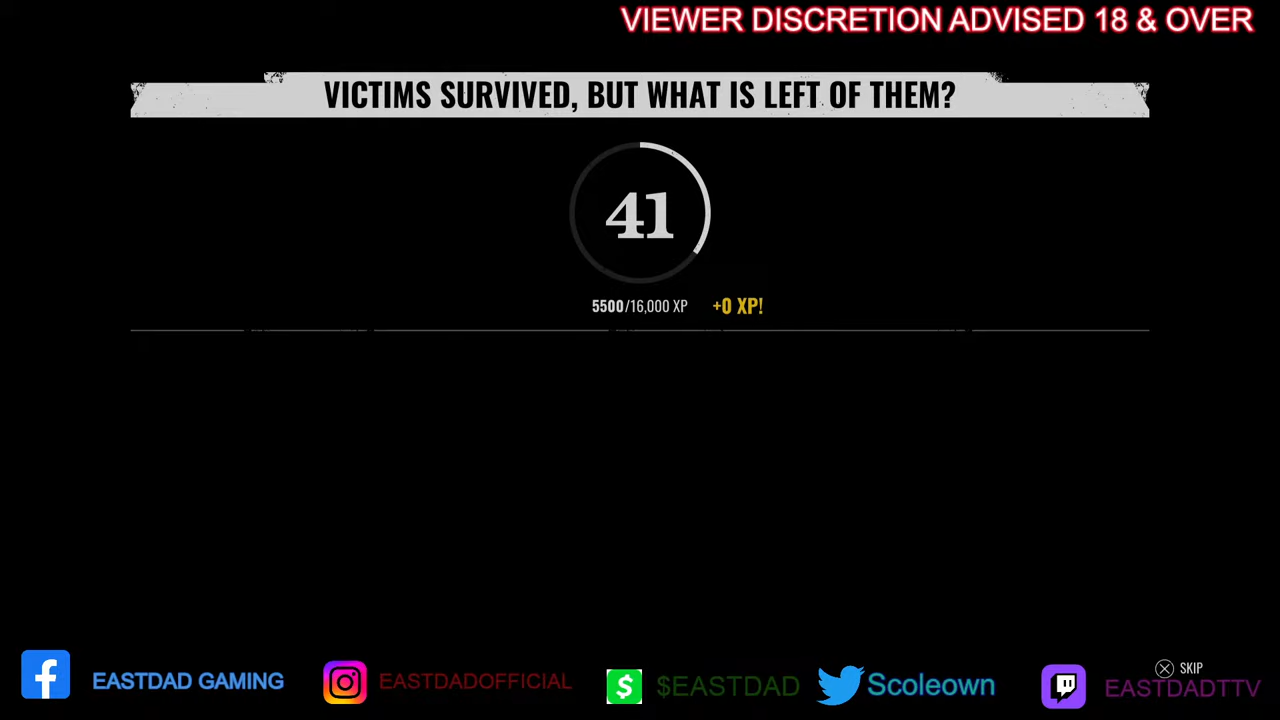 VIEWER DISCRETION ADVISED 18 & OVER
VICTIMS SURVIVED, BUT WHAT IS LEFT OF THEM?
41
5500/16,000 XP +0 XP!
SKIP
EASTDAD GAMING EASTDADOFFICIAL $EASTDAD Scoleown EASTDADTTV